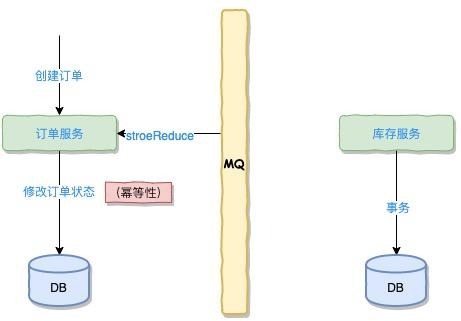 创建订单
订单服务
stroeReduce
库存服务
MQ
修改订单状态
(幂等性)
事务
DB
DB